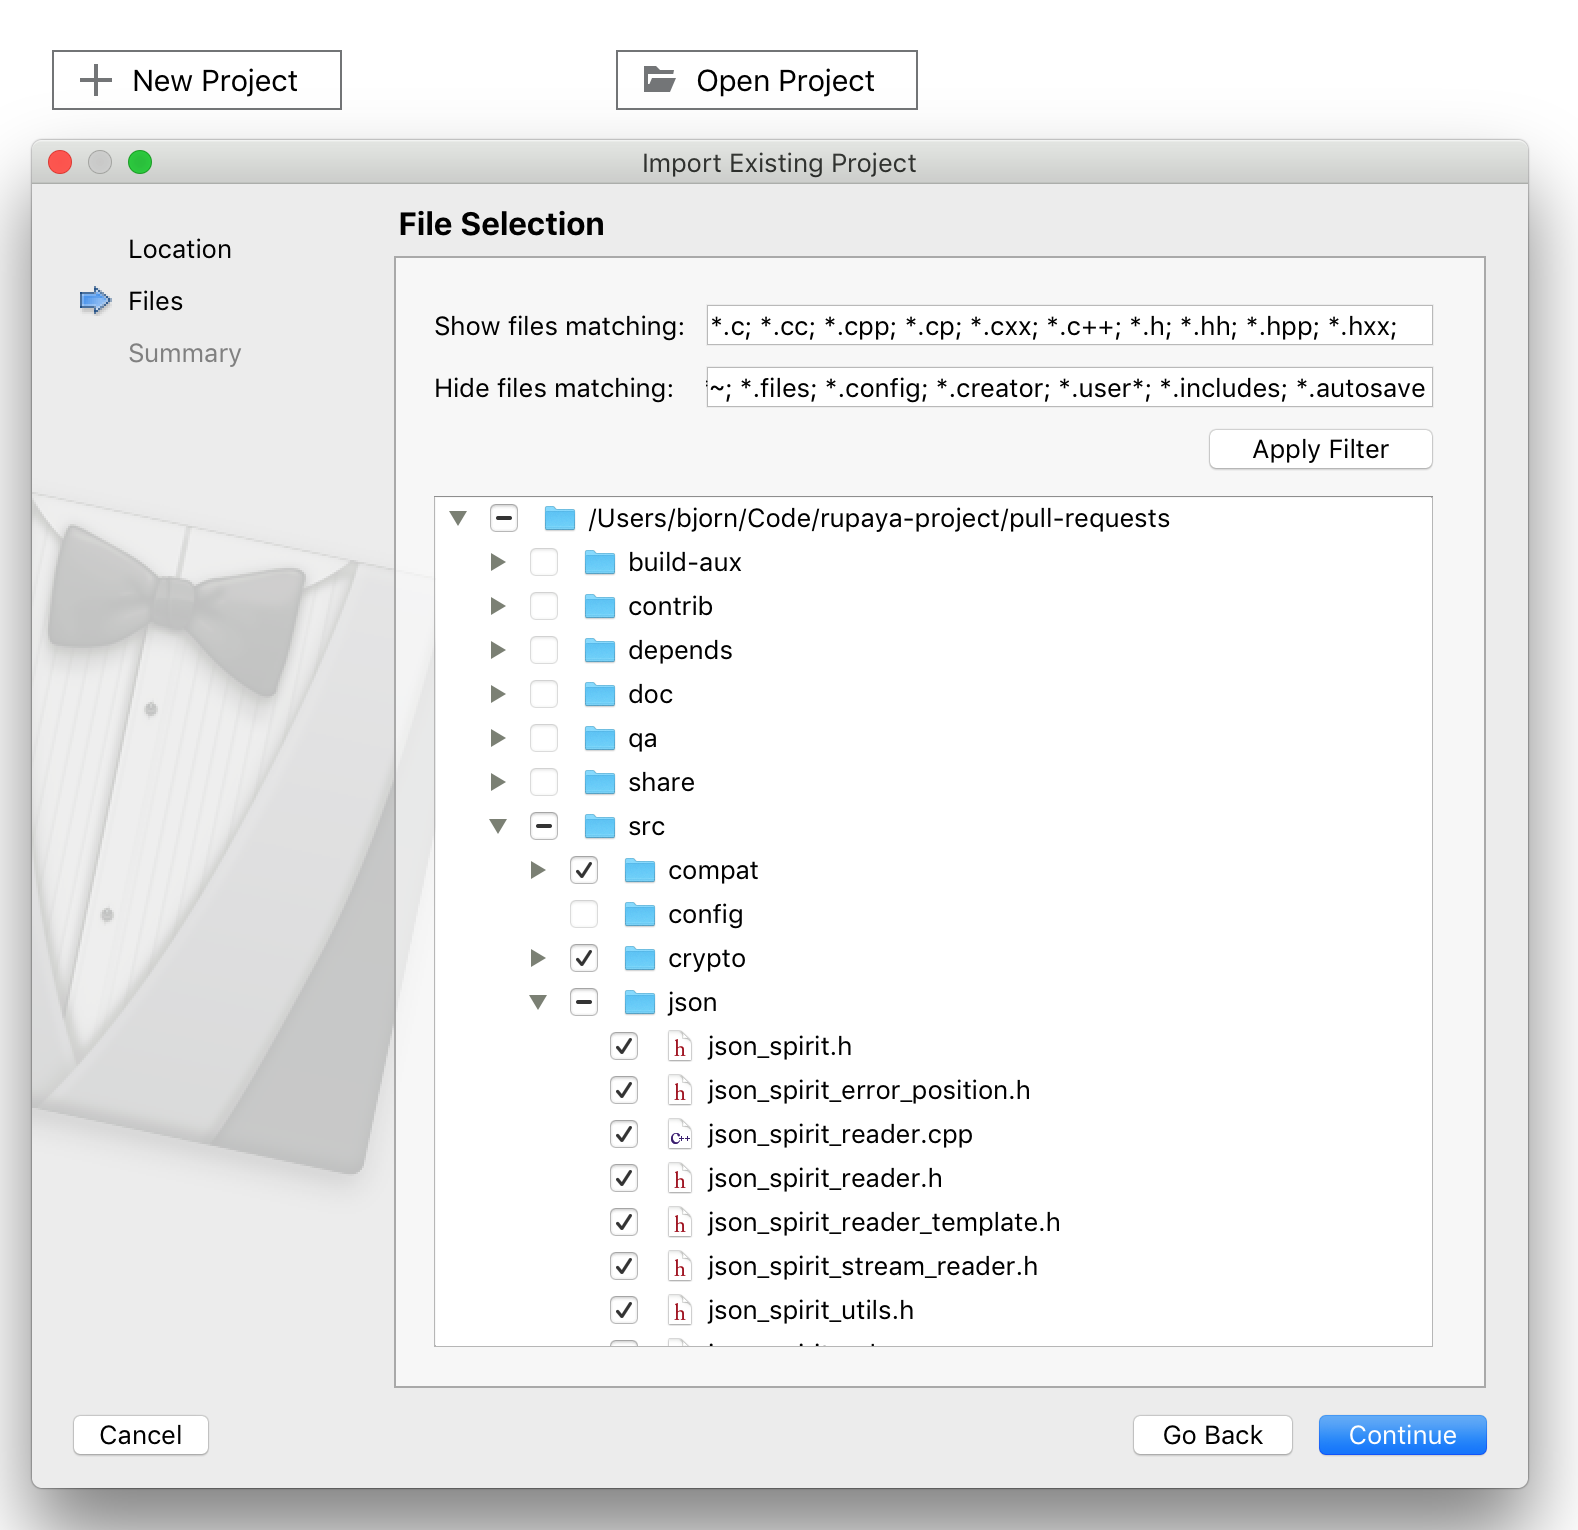 New Project
Open Project
Import Existing Project
File Selection
Location
Files
Summary
Show files matching: *.c; *.cc; *.cpp; *.cp; *.cxx; *.c++; *.h; *.hh; *.hpp; *.hxx;
Hide files matching: ~; *.files; *.config; *.creator; *.user*; *.includes; *.autosave
Apply Filter
/Users/bjorn/Code/rupaya-project/pull-requests
build-aux
contrib
depends
doc
qa
share
src
compat
config
crypto
json
h json_spirit.h
h json_spirit_error_position.h
C++ json_spirit_reader.cpp
h json_spirit_reader.h
h json_spirit_reader_template.h
h json_spirit_stream_reader.h
h json_spirit_utils.h
Cancel
Go Back
Continue